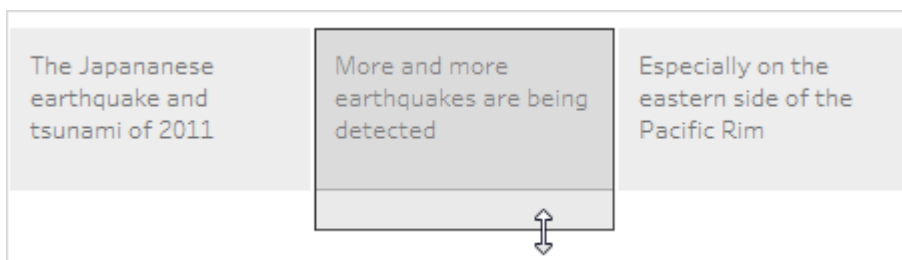 The Japananese
earthquake and
tsunami of 2011
More and more
earthquakes are being
detected
Especially on the
eastern side of the
Pacific Rim